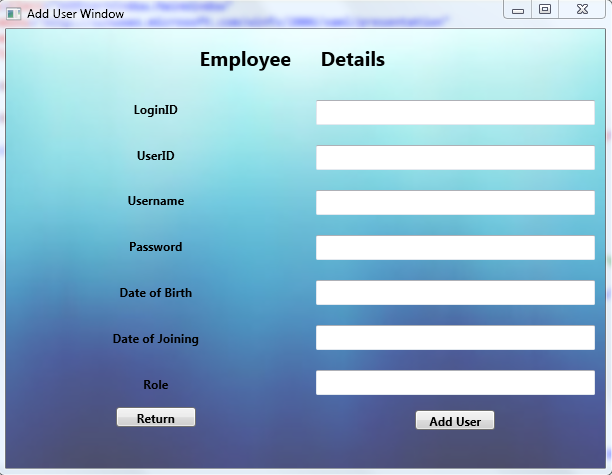 Add User Window
Employee Details
LoginID
UserID
Username
Password
Date of Birth
Date of Joining
Role
Return
Add User